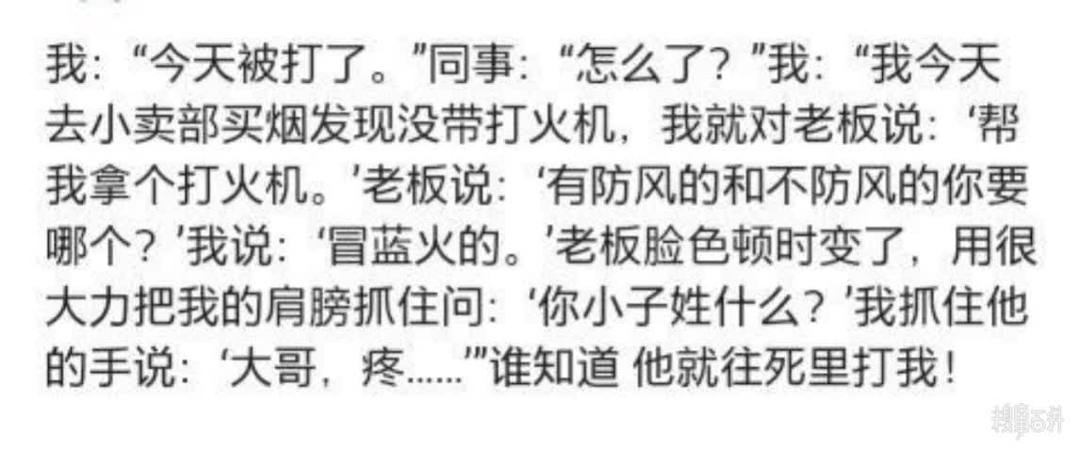 我：“今天被打了。”同事：“怎么了？”我：“我今天
去小卖部买烟发现没带打火机，我就对老板说：‘帮
我拿个打火机。’老板说：‘有防风的和不防风的你要
哪个？’我说：‘冒蓝火的。’老板脸色顿时变了，用很
大力把我的肩膀抓住问：‘你小子姓什么？’我抓住他
的手说：‘大哥，疼......’”谁知道 他就往死里打我！